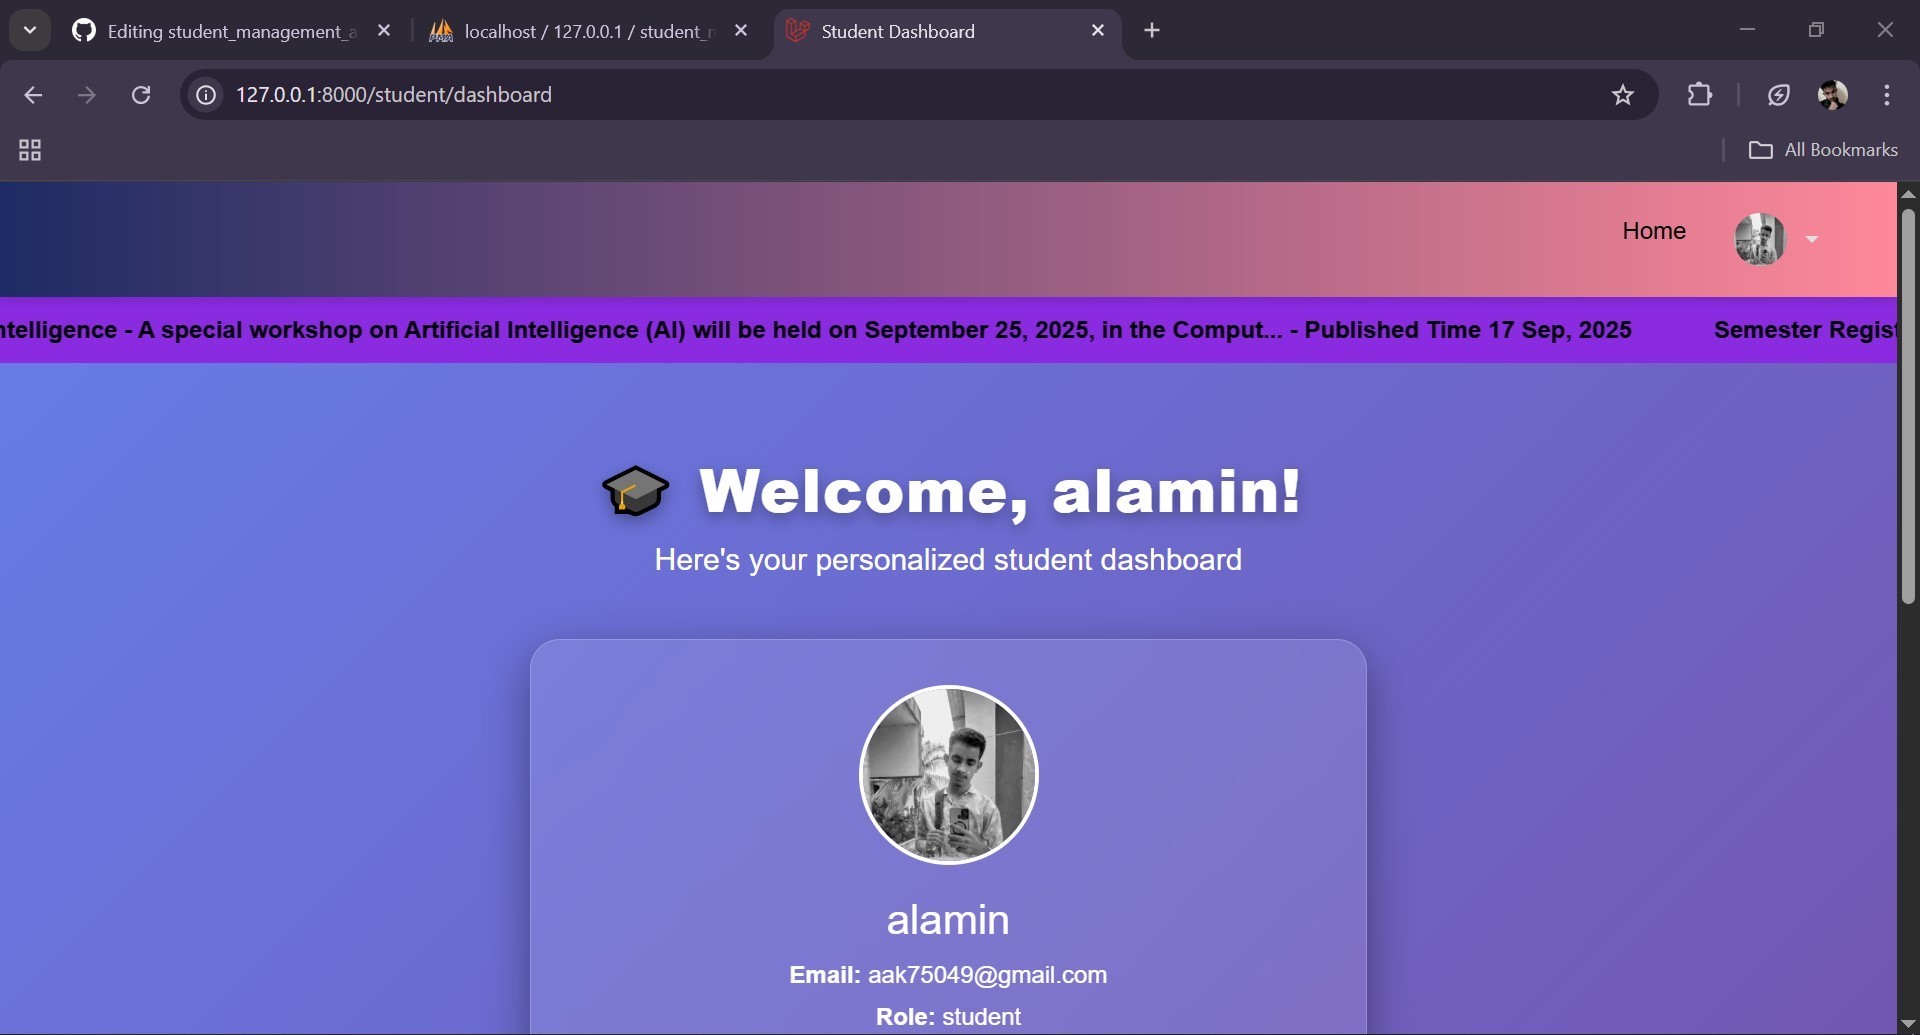 Editing student_management_a
localhost / 127.0.0.1 / student_
Student Dashboard
127.0.0.1:8000/student/dashboard
All Bookmarks
Home
ntelligence - A special workshop on Artificial Intelligence (AI) will be held on September 25, 2025, in the Comput... - Published Time 17 Sep, 2025 Semester Regist
Welcome, alamin!
Here's your personalized student dashboard
alamin
Email: aak75049@gmail.com
Role: student